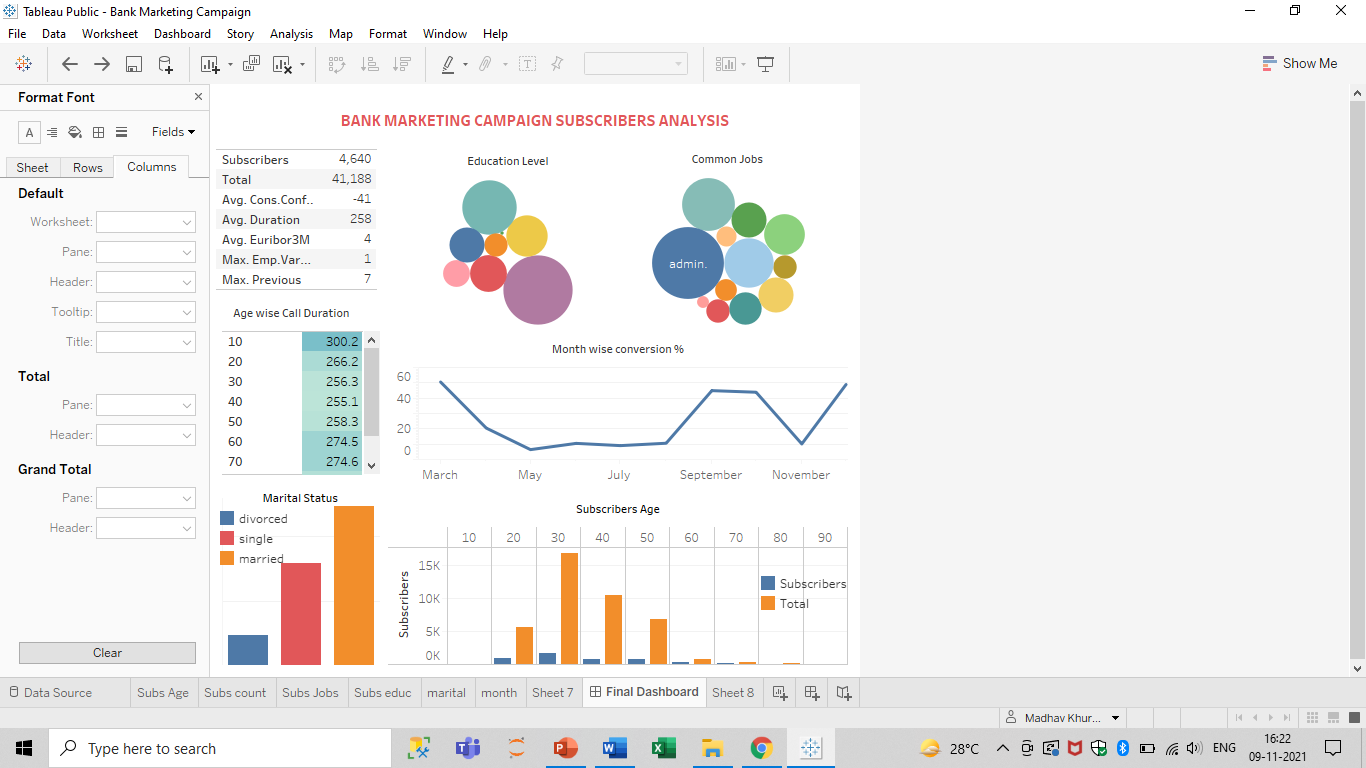 Tableau Public - Bank Marketing Campaign
File Data Worksheet Dashboard Story Analysis Map Format Window Help
Show Me
Format Font
A Fields
Sheet Rows Columns
Default
Worksheet:
Pane:
Header:
Tooltip:
Title:
Total
Pane:
Header:
Grand Total
Pane:
Header:
Clear
BANK MARKETING CAMPAIGN SUBSCRIBERS ANALYSIS
Subscribers 4,640
Total 41,188
Avg. Cons.Conf.. -41
Avg. Duration 258
Avg. Euribor3M 4
Max. Emp.Var... 1
Max. Previous 7
Education Level
Common Jobs
admin.
Age wise Call Duration
10 300.2
20 266.2
30 256.3
40 255.1
50 258.3
60 274.5
70 274.6
Month wise conversion %
60
40
20
0
March May July September November
Marital Status
divorced
single
married
Subscribers Age
10 20 30 40 50 60 70 80 90
Subscribers
15K
10K
5K
0K
Subscribers
Total
Data Source Subs Age Subs count Subs Jobs Subs educ marital month Sheet 7 Final Dashboard Sheet 8
Madhav Khur...
Type here to search
28°C ENG 16:22
09-11-2021